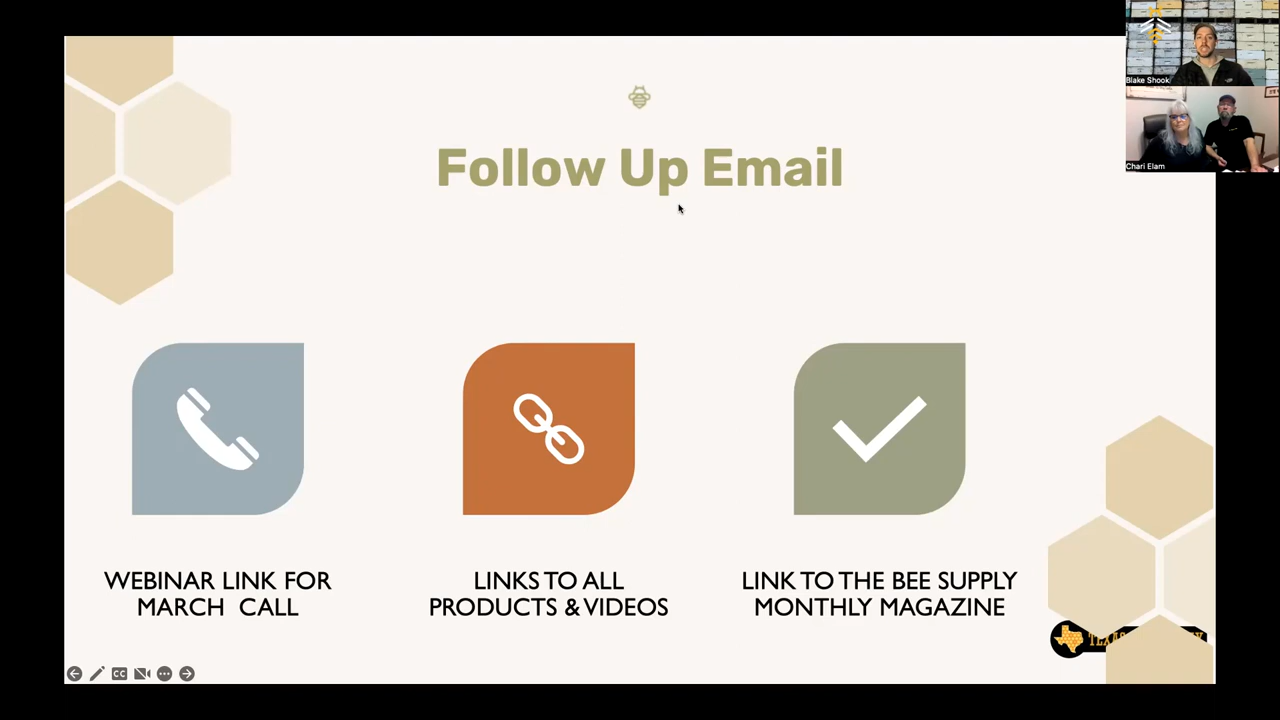 Blake Shook
Chari Elam
Follow Up Email
WEBINAR LINK FOR
MARCH CALL
LINKS TO ALL
PRODUCTS & VIDEOS
LINK TO THE BEE SUPPLY
MONTHLY MAGAZINE
CC